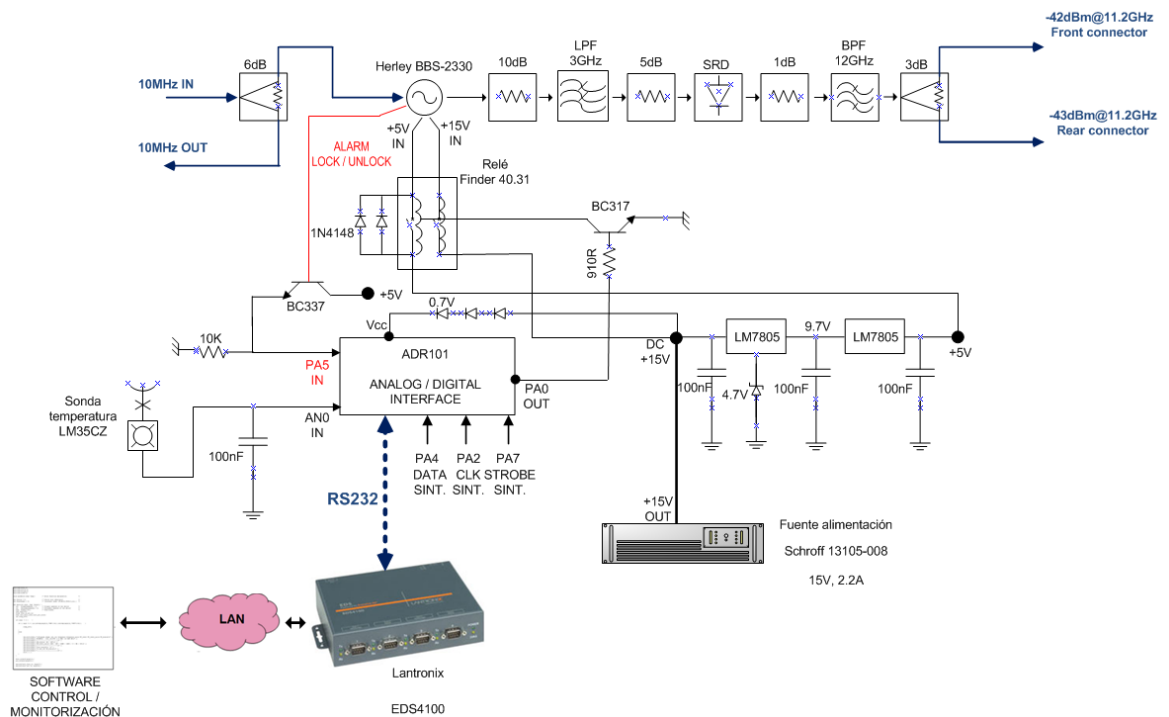 -42dBm@11.2GHz
Front connector
6dB
10MHz IN
10MHz OUT
Herley BBS-2330
10dB
LPF
3GHz
5dB
SRD
1dB
BPF
12GHz
3dB
-43dBm@11.2GHz
Rear connector
+5V
IN
+15V
IN
ALARM
LOCK / UNLOCK
Relé
Finder 40.31
1N4148
BC317
910R
BC337
+5V
0.7V
Vcc
10K
PA5
IN
ADR101
ANALOG / DIGITAL
INTERFACE
PA0
OUT
DC
+15V
LM7805
9.7V
LM7805
+5V
100nF
4.7V
100nF
100nF
Sonda
temperatura
LM35CZ
AN0
IN
100nF
PA4
DATA
SINT.
PA2
CLK
SINT.
PA7
STROBE
SINT.
RS232
+15V
OUT
Fuente alimentación
Schroff 13105-008
15V, 2.2A
LAN
Lantronix
EDS4100
SOFTWARE
CONTROL /
MONITORIZACIÓN